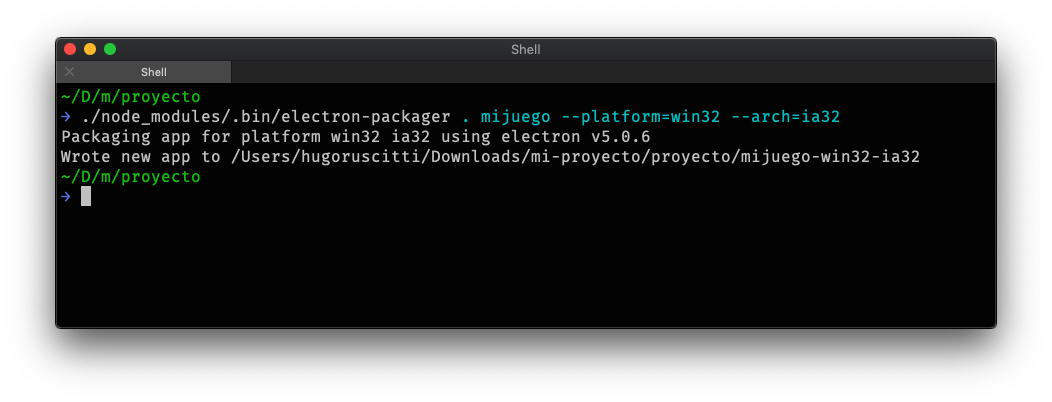 Shell
Shell
~/D/m/proyecto
→ ./node_modules/.bin/electron-packager . mijuego --platform=win32 --arch=ia32
Packaging app for platform win32 ia32 using electron v5.0.6
Wrote new app to /Users/hugoruscitti/Downloads/mi-proyecto/proyecto/mijuego-win32-ia32
~/D/m/proyecto
→